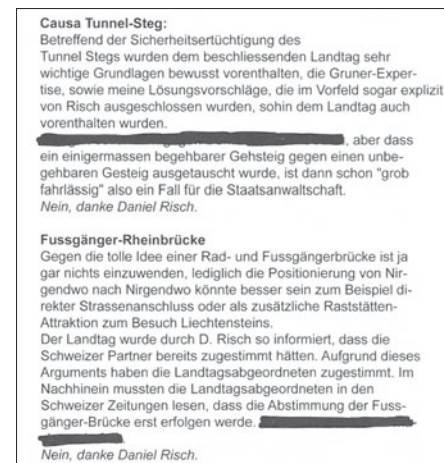 Causa Tunnel-Steg:
Betreffend der Sicherheitsertüchtigung des
Tunnel Stegs wurden dem beschliessenden Landtag sehr
wichtige Grundlagen bewusst vorenthalten, die Gruner-Exper-
tise, sowie meine Lösungsvorschläge, die im Vorfeld sogar explizit
von Risch ausgeschlossen wurden, sohin dem Landtag auch
vorenthalten wurden.
, aber dass
ein einigermassen begehbarer Gehsteig gegen einen unbe-
gehbaren Gesteig ausgetauscht wurde, ist dann schon "grob
fahrlässig" also ein Fall für die Staatsanwaltschaft.
Nein, danke Daniel Risch.
Fussgänger-Rheinbrücke
Gegen die tolle Idee einer Rad- und Fussgängerbrücke ist ja
gar nichts einzuwenden, lediglich die Positionierung von Nir-
gendwo nach Nirgendwo könnte besser sein zum Beispiel di-
rekter Strassenanschluss oder als zusätzliche Raststätten-
Attraktion zum Besuch Liechtensteins.
Der Landtag wurde durch D. Risch so informiert, dass die
Schweizer Partner bereits zugestimmt hätten. Aufgrund dieses
Arguments haben die Landtagsabgeordneten zugestimmt. Im
Nachhinein mussten die Landtagsabgeordneten in den
Schweizer Zeitungen lesen, dass die Abstimmung der Fuss-
gänger-Brücke erst erfolgen werde.
Nein, danke Daniel Risch.